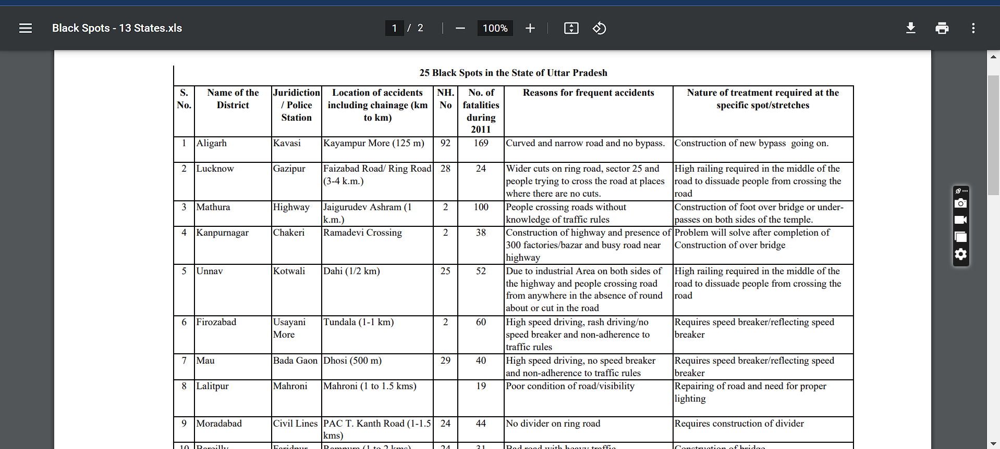 Black Spots - 13 States.xls
1 / 2
100%
25 Black Spots in the State of Uttar Pradesh
S. No. Name of the District Juridiction / Police Station Location of accidents including chainage (km to km) NH. No No. of fatalities during 2011 Reasons for frequent accidents Nature of treatment required at the specific spot/stretches
1 Aligarh Kavasi Kayampur More (125 m) 92 169 Curved and narrow road and no bypass. Construction of new bypass going on.
2 Lucknow Gazipur Faizabad Road/ Ring Road (3-4 k.m.) 28 24 Wider cuts on ring road, sector 25 and people trying to cross the road at places where there are no cuts. High railing required in the middle of the road to dissuade people from crossing the road
3 Mathura Highway Jaigurudev Ashram (1 k.m.) 2 100 People crossing roads without knowledge of traffic rules Construction of foot over bridge or under-passes on both sides of the temple.
4 Kanpurnagar Chakeri Ramadevi Crossing 2 38 Construction of highway and presence of 300 factories/bazar and busy road near highway Problem will solve after completion of Construction of over bridge
5 Unnav Kotwali Dahi (1/2 km) 25 52 Due to industrial Area on both sides of the highway and people crossing road from anywhere in the absence of round about or cut in the road High railing required in the middle of the road to dissuade people from crossing the road
6 Firozabad Usayani More Tundala (1-1 km) 2 60 High speed driving, rash driving/no speed breaker and non-adherence to traffic rules Requires speed breaker/reflecting speed breaker
7 Mau Bada Gaon Dhosi (500 m) 29 40 High speed driving, no speed breaker and non-adherence to traffic rules Requires speed breaker/reflecting speed breaker
8 Lalitpur Mahroni Mahroni (1 to 1.5 kms) 19 Poor condition of road/visibility Repairing of road and need for proper lighting
9 Moradabad Civil Lines PAC T. Kanth Road (1-1.5 kms) 24 44 No divider on ring road Requires construction of divider
10 Bareilly Faridpur Rampura (1 to 2 kms) 24 31 Bad road with heavy traffic Construction of bridge